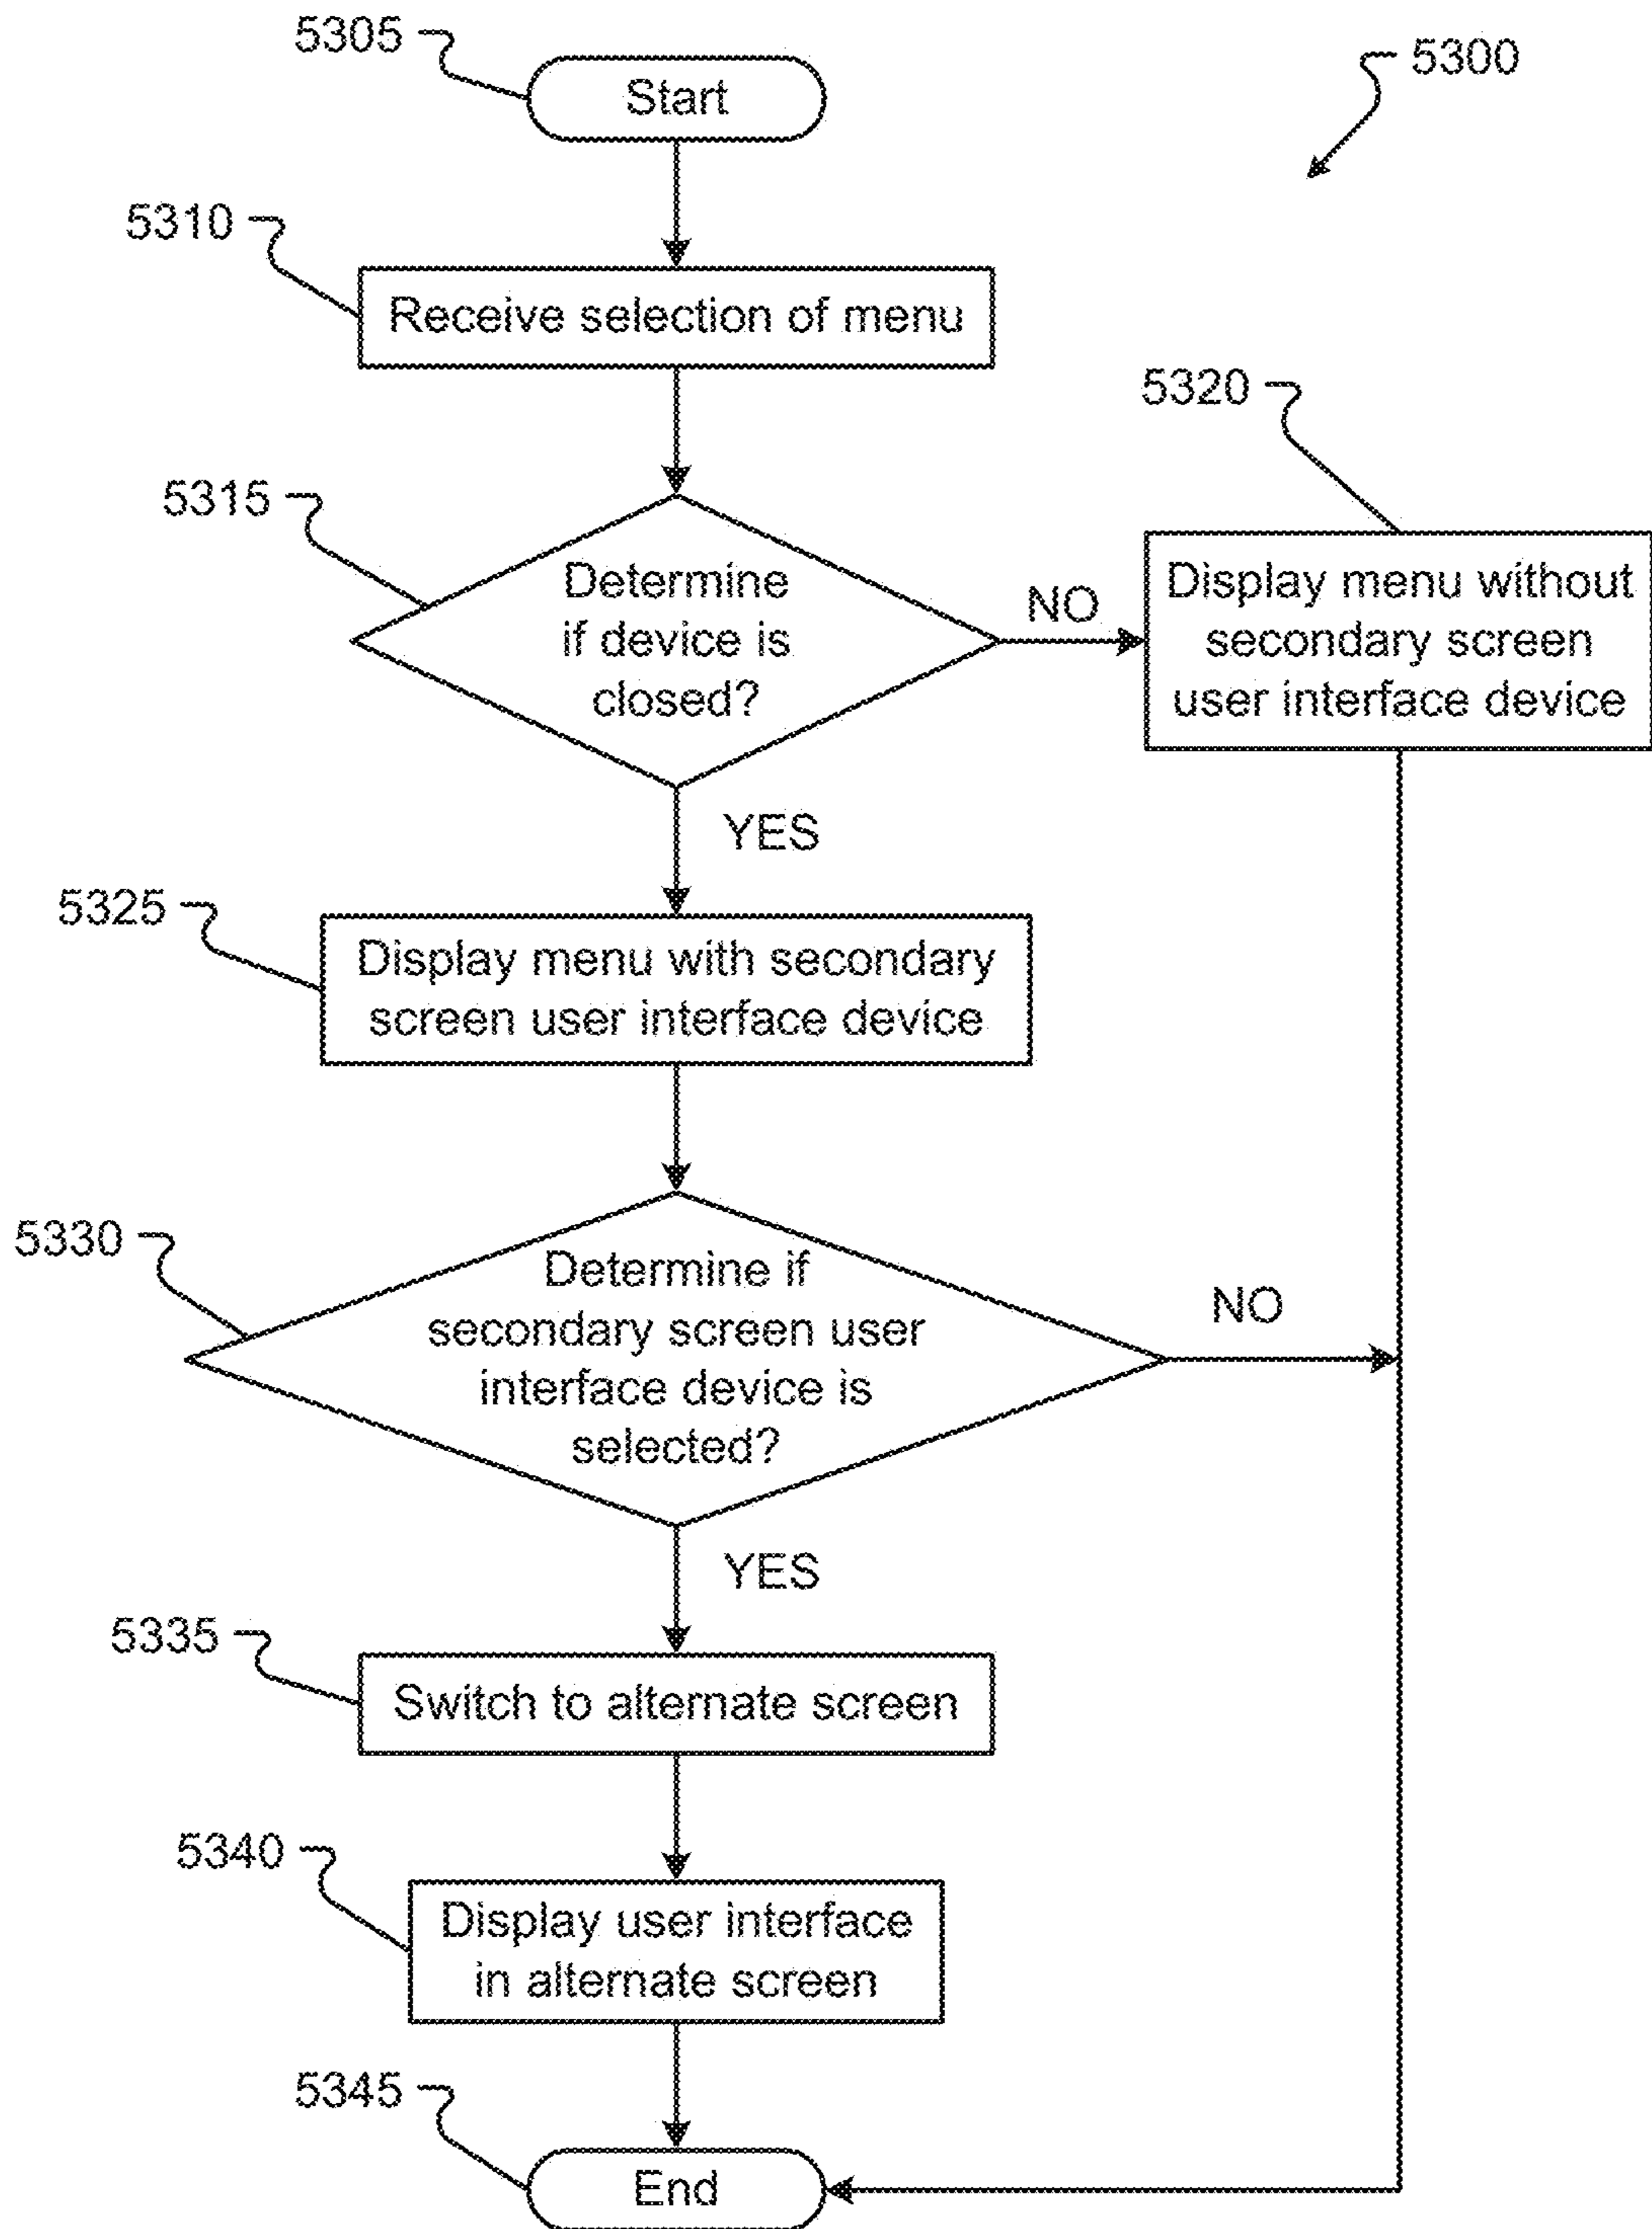 5305
Start
5300
5310
Receive selection of menu
5320
5315
Determine
if device is
closed?
NO
Display menu without
secondary screen
user interface device
YES
5325
Display menu with secondary
screen user interface device
5330
Determine if
secondary screen user
interface device is
selected?
NO
YES
5335
Switch to alternate screen
5340
Display user interface
in alternate screen
5345
End